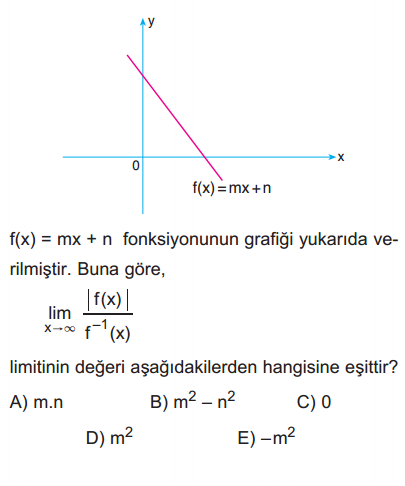 y
x
0
f(x) = mx + n
f(x) = mx + n fonksiyonunun grafiği yukarıda ve-
rilmiştir. Buna göre,
lim x→∞ |f(x)| / f⁻¹(x)
limitinin değeri aşağıdakilerden hangisine eşittir?
A) m.n B) m² – n² C) 0
D) m² E) –m²